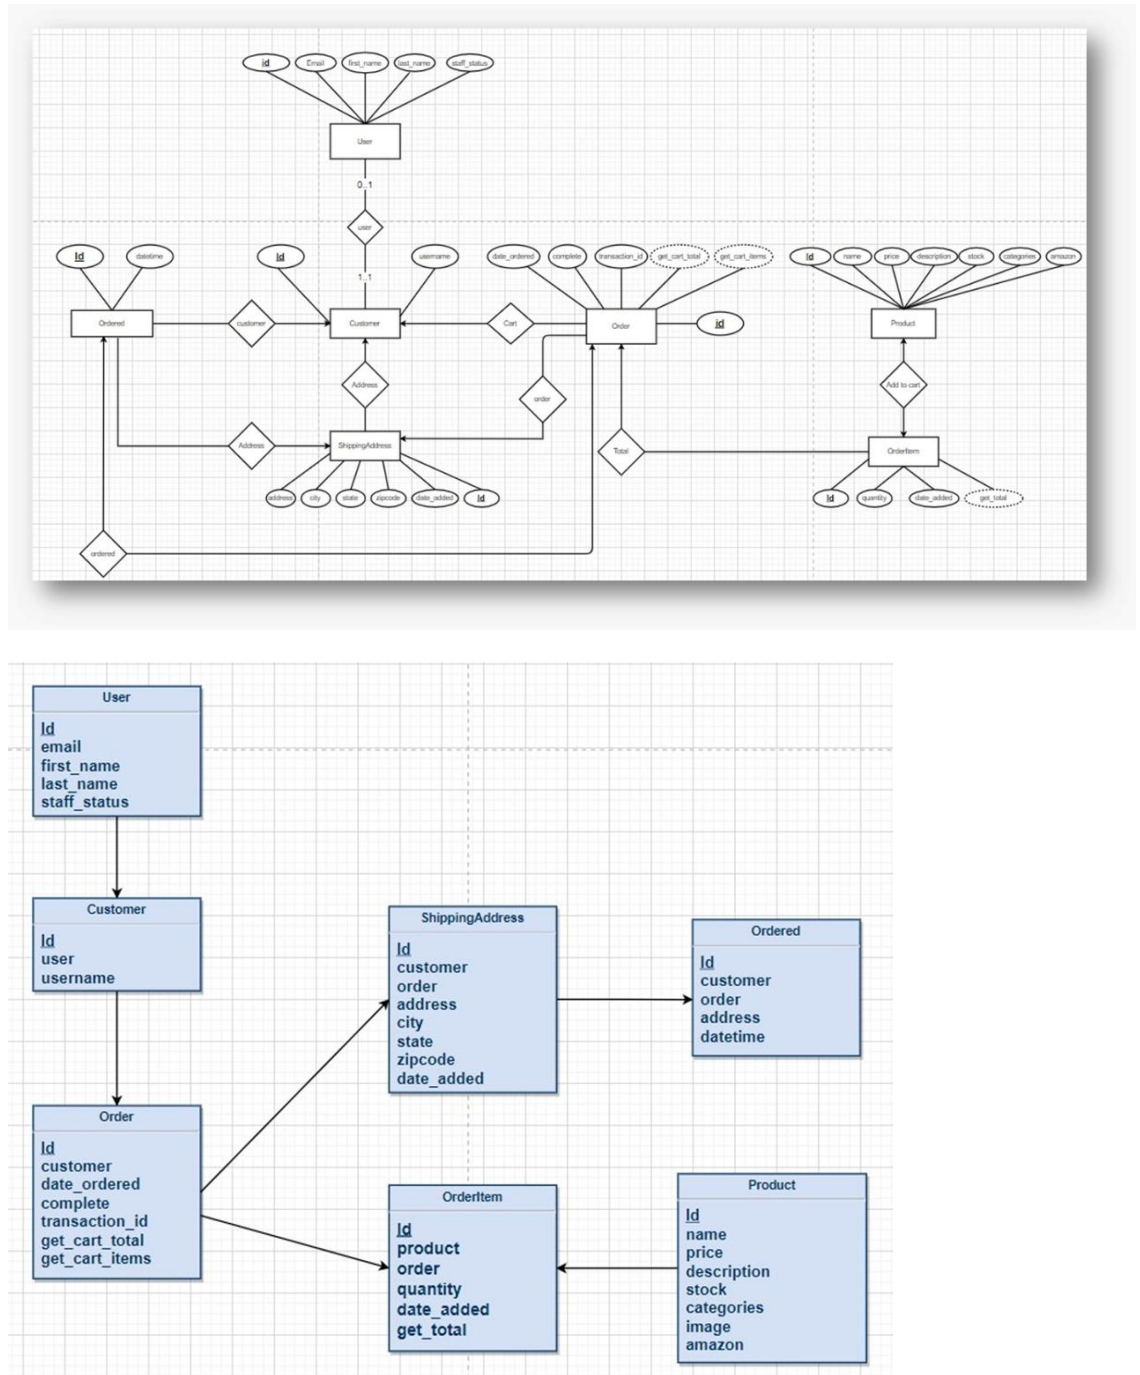 id Email first_name last_name staff_status
User
0..1
user
Id datetime Id 1..1 username date_ordered complete transaction_id get_cart_total get_cart_items Id name price description stock categories amazon
Ordered customer Customer Cart Order id Product
Address order Add to cart
Address ShippingAddress Total OrderItem
address city state zipcode date_added Id Id quantity date_added get_total
ordered
User
Id
email
first_name
last_name
staff_status
Customer
Id
user
username
Order
Id
customer
date_ordered
complete
transaction_id
get_cart_total
get_cart_items
ShippingAddress
Id
customer
order
address
city
state
zipcode
date_added
Ordered
Id
customer
order
address
datetime
OrderItem
Id
product
order
quantity
date_added
get_total
Product
Id
name
price
description
stock
categories
image
amazon